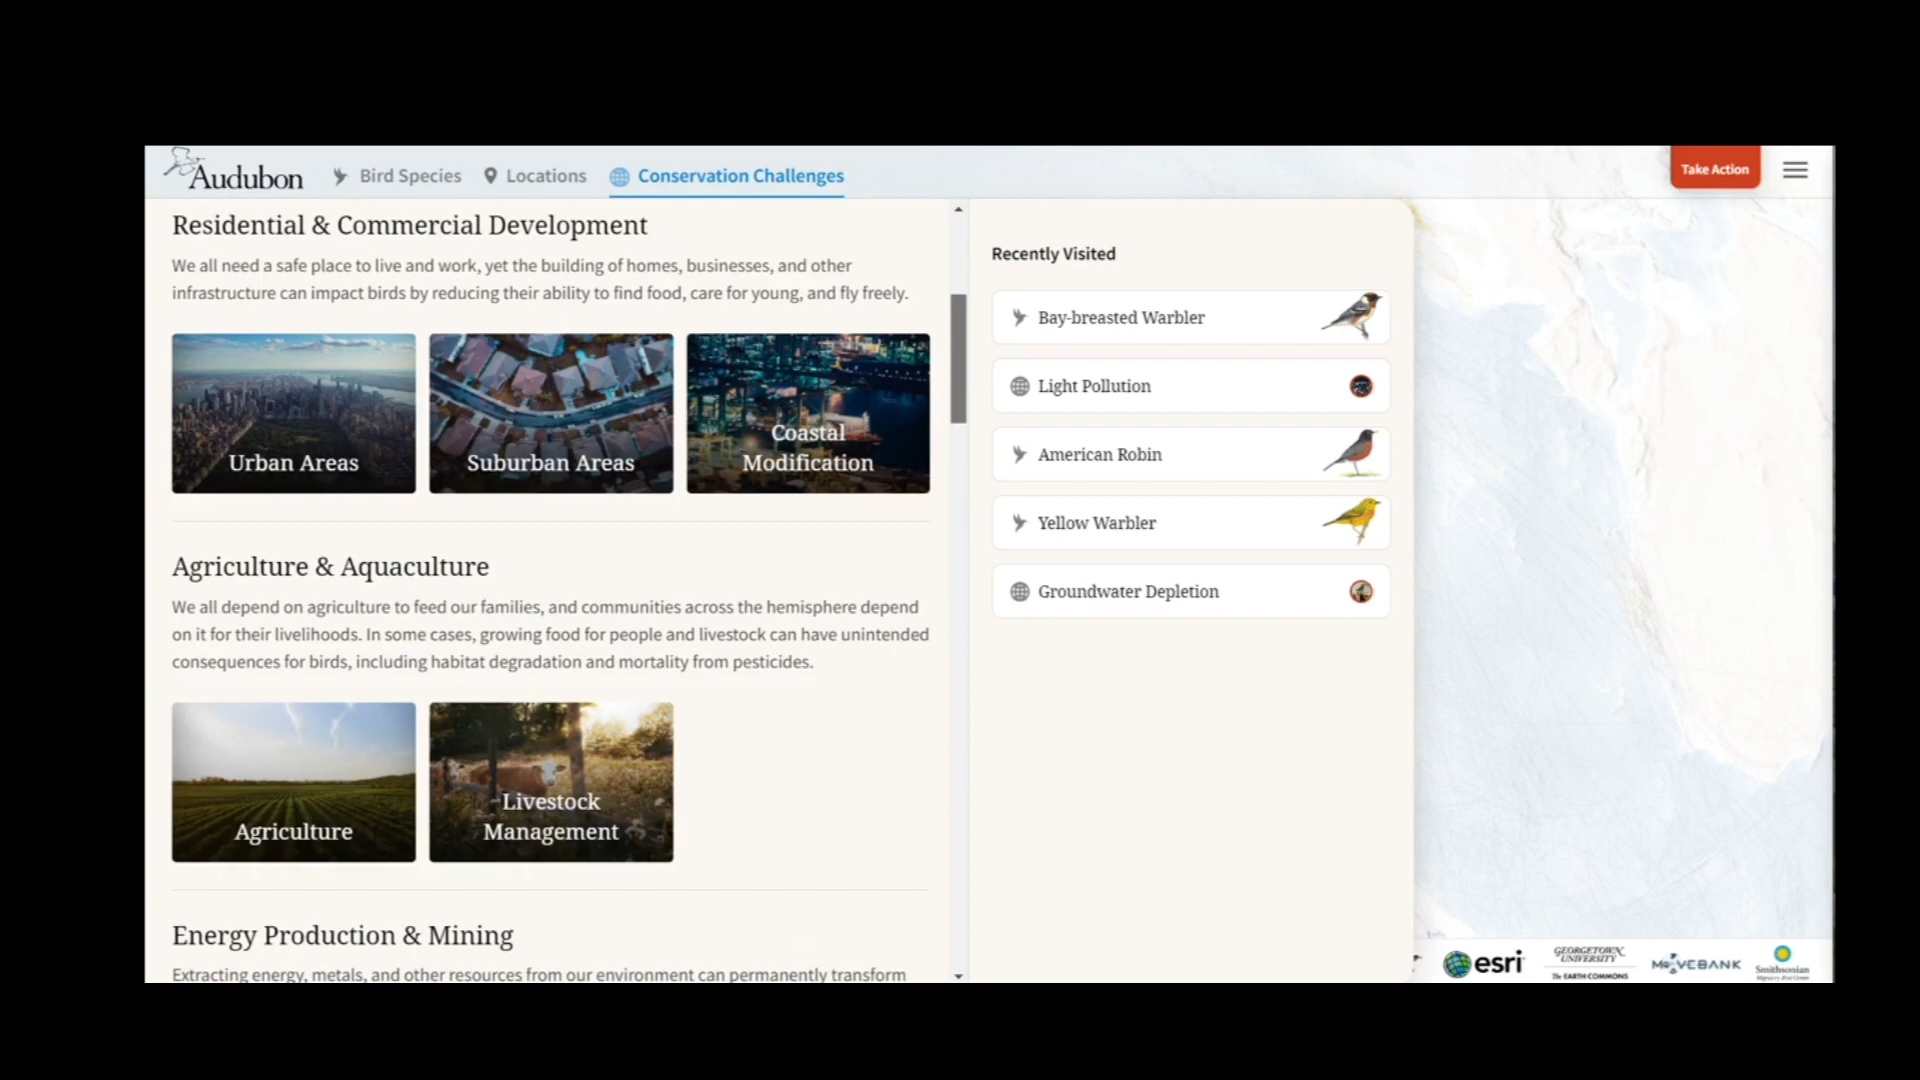 Audubon
Bird Species
Locations
Conservation Challenges
Take Action
Residential & Commercial Development
We all need a safe place to live and work, yet the building of homes, businesses, and other
infrastructure can impact birds by reducing their ability to find food, care for young, and fly freely.
Urban Areas
Suburban Areas
Coastal
Modification
Agriculture & Aquaculture
We all depend on agriculture to feed our families, and communities across the hemisphere depend
on it for their livelihoods. In some cases, growing food for people and livestock can have unintended
consequences for birds, including habitat degradation and mortality from pesticides.
Agriculture
Livestock
Management
Energy Production & Mining
Extracting energy, metals, and other resources from our environment can permanently transform
Recently Visited
Bay-breasted Warbler
Light Pollution
American Robin
Yellow Warbler
Groundwater Depletion
esri
GEORGETOWN
UNIVERSITY
The EARTH COMMONS
MOVEBANK
Smithsonian
Migratory Bird Center